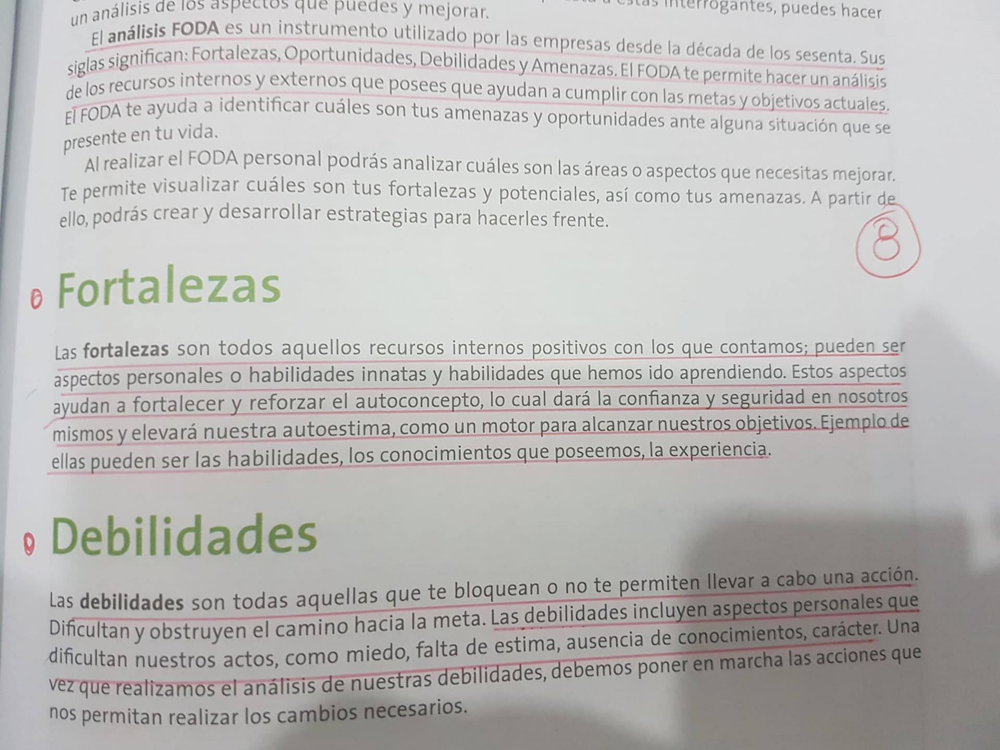 estas interrogantes, puedes hacer
un análisis de los aspectos que puedes y mejorar.
El análisis FODA es un instrumento utilizado por las empresas desde la década de los sesenta. Sus
siglas significan: Fortalezas, Oportunidades, Debilidades y Amenazas. El FODA te permite hacer un análisis
de los recursos internos y externos que posees que ayudan a cumplir con las metas y objetivos actuales.
El FODA te ayuda a identificar cuáles son tus amenazas y oportunidades ante alguna situación que se
presente en tu vida.
Al realizar el FODA personal podrás analizar cuáles son las áreas o aspectos que necesitas mejorar.
Te permite visualizar cuáles son tus fortalezas y potenciales, así como tus amenazas. A partir de
ello, podrás crear y desarrollar estrategias para hacerles frente.
8
Fortalezas
Las fortalezas son todos aquellos recursos internos positivos con los que contamos; pueden ser
aspectos personales o habilidades innatas y habilidades que hemos ido aprendiendo. Estos aspectos
ayudan a fortalecer y reforzar el autoconcepto, lo cual dará la confianza y seguridad en nosotros
mismos y elevará nuestra autoestima, como un motor para alcanzar nuestros objetivos. Ejemplo de
ellas pueden ser las habilidades, los conocimientos que poseemos, la experiencia.
Debilidades
Las debilidades son todas aquellas que te bloquean o no te permiten llevar a cabo una acción.
Dificultan y obstruyen el camino hacia la meta. Las debilidades incluyen aspectos personales que
dificultan nuestros actos, como miedo, falta de estima, ausencia de conocimientos, carácter. Una
vez que realizamos el análisis de nuestras debilidades, debemos poner en marcha las acciones que
nos permitan realizar los cambios necesarios.